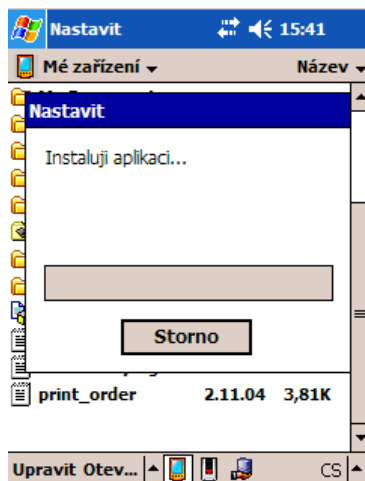 Nastavit 15:41
Mé zařízení Název
Nastavit
Instaluji aplikaci...
Storno
print_order 2.11.04 3,81K
Upravit Otev... CS